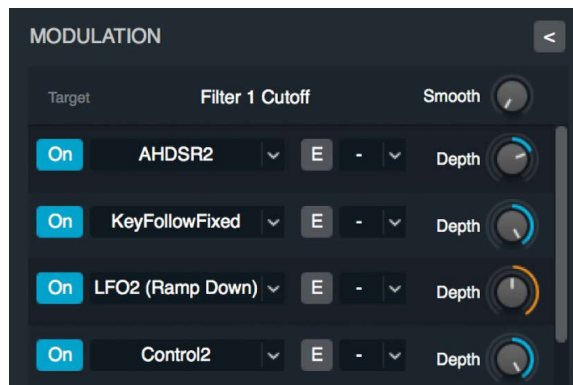 MODULATION <
Target Filter 1 Cutoff Smooth
On AHDSR2 E - Depth
On KeyFollowFixed E - Depth
On LFO2 (Ramp Down) E - Depth
On Control2 E - Depth